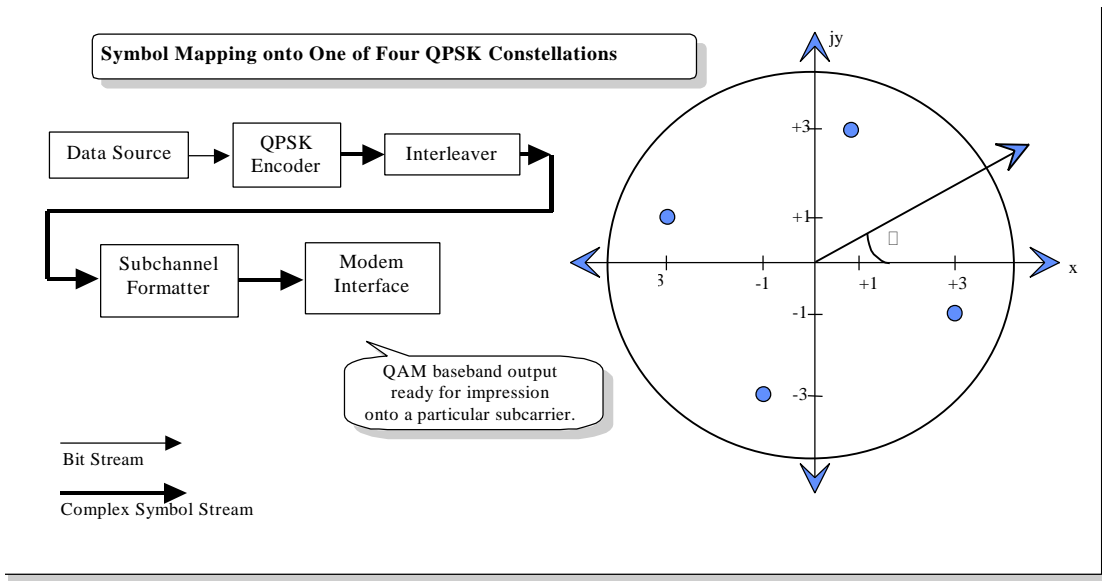 Symbol Mapping onto One of Four QPSK Constellations
Data Source
QPSK
Encoder
Interleaver
Subchannel
Formatter
Modem
Interface
QAM baseband output
ready for impression
onto a particular subcarrier.
Bit Stream
Complex Symbol Stream
jy
+3
+1
3
-1
+1
+3
x
-1
-3